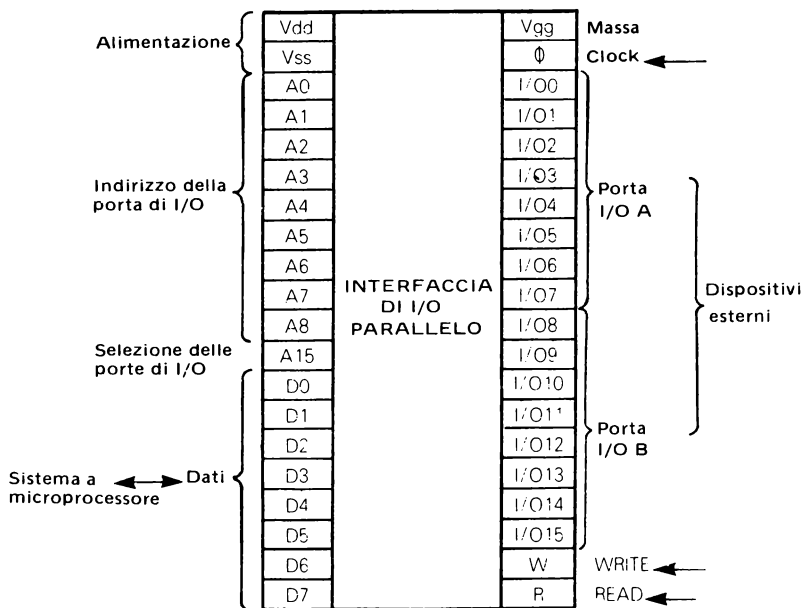 Alimentazione
Vdd
Vss
Vgg
Massa
Φ
Clock
Indirizzo della
porta di I/O
A0
A1
A2
A3
A4
A5
A6
A7
A8
Selezione delle
porte di I/O
A15
Sistema a
microprocessore
Dati
D0
D1
D2
D3
D4
D5
D6
D7
INTERFACCIA
DI I/O
PARALLELO
I/O0
I/O1
I/O2
I/O3
I/O4
I/O5
I/O6
I/O7
Porta
I/O A
I/O8
I/O9
I/O10
I/O11
I/O12
I/O13
I/O14
I/O15
Porta
I/O B
Dispositivi
esterni
W
WRITE
R
READ